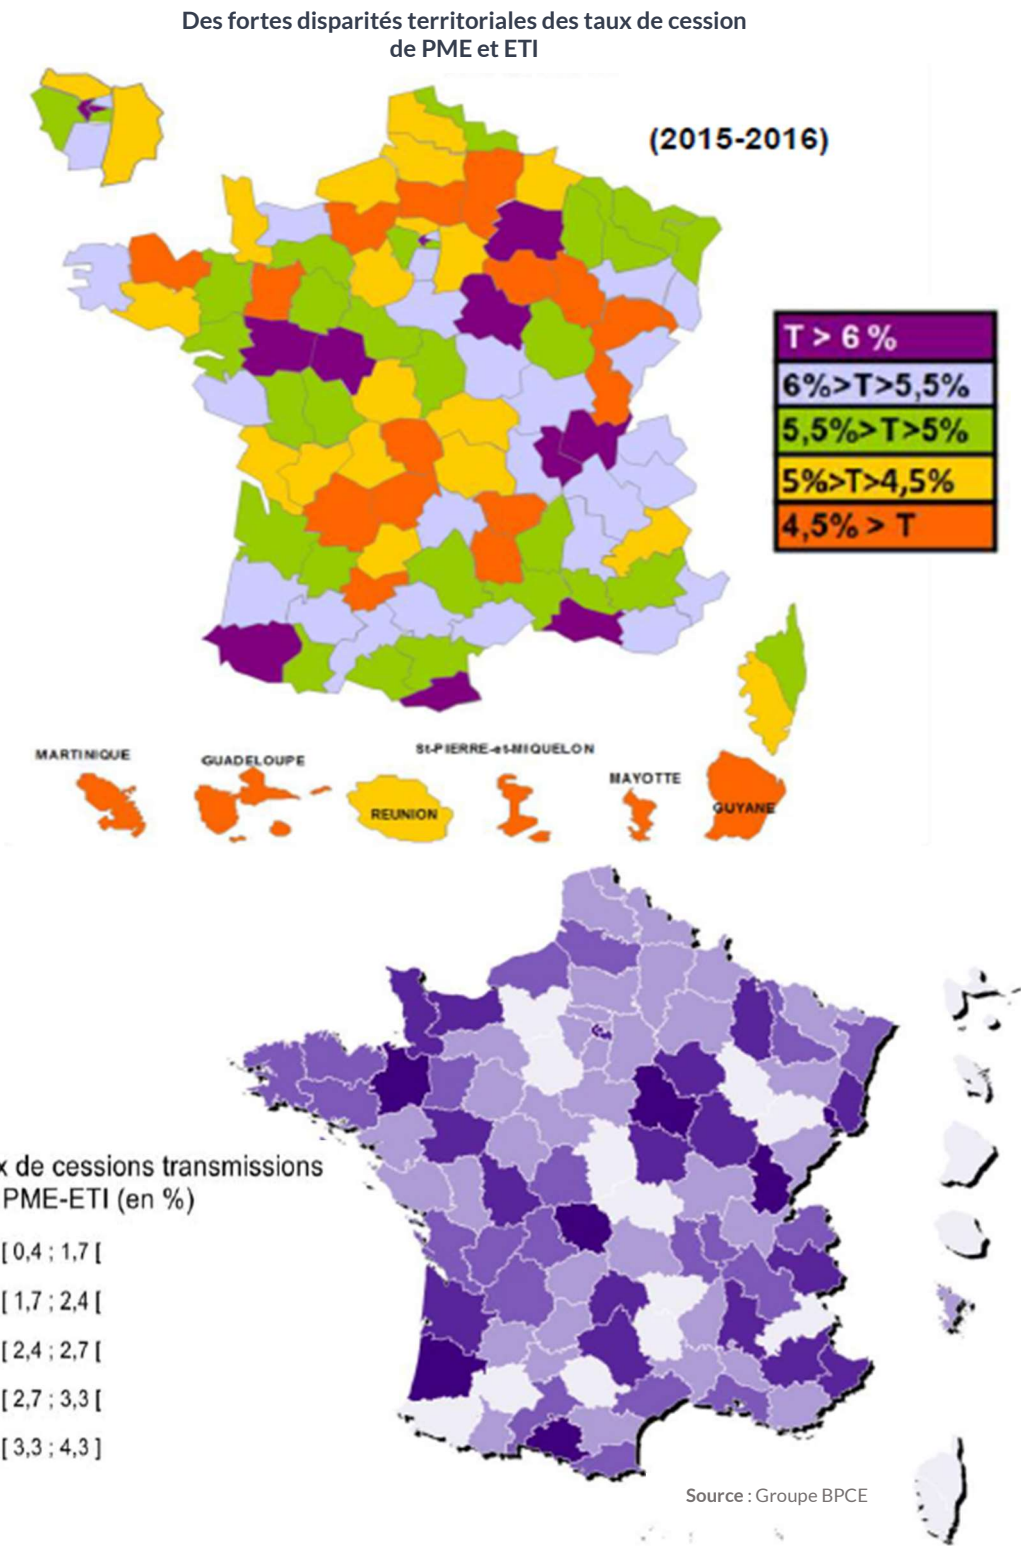 Des fortes disparités territoriales des taux de cession
de PME et ETI
(2015-2016)
T > 6 %
6%>T>5,5%
5,5%>T>5%
5%>T>4,5%
4,5% > T
MARTINIQUE
GUADELOUPE
St-PIERRE-et-MIQUELON
MAYOTTE
REUNION
GUYANE
x de cessions transmissions
PME-ETI (en %)
[ 0,4 ; 1,7 [
[ 1,7 ; 2,4 [
[ 2,4 ; 2,7 [
[ 2,7 ; 3,3 [
[ 3,3 ; 4,3 ]
Source : Groupe BPCE